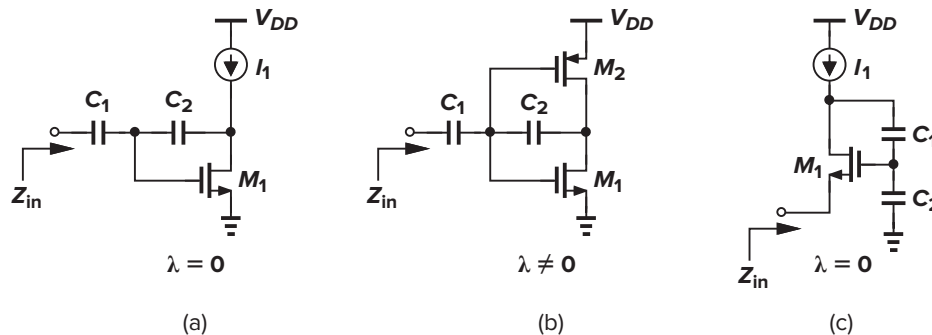 V_DD
I_1
C_1
C_2
M_1
Z_in
λ = 0
(a)
V_DD
M_2
C_1
C_2
M_1
Z_in
λ ≠ 0
(b)
V_DD
I_1
C_1
M_1
C_2
Z_in
λ = 0
(c)